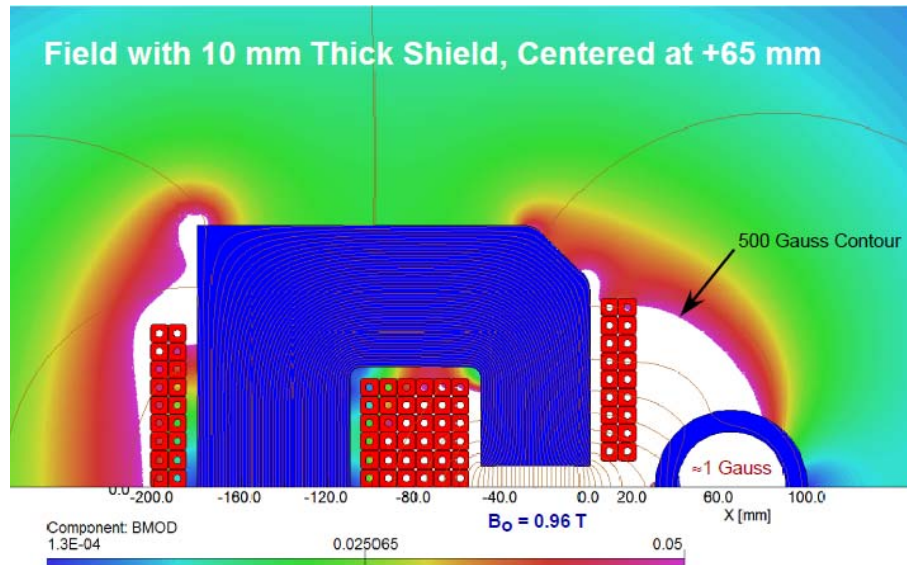 Field with 10 mm Thick Shield, Centered at +65 mm
500 Gauss Contour
≈1 Gauss
0.0
-200.0 -160.0 -120.0 -80.0 -40.0 0.0 20.0 60.0 100.0
X [mm]
B₀ = 0.96 T
Component: BMOD
1.3E-04 0.025065 0.05